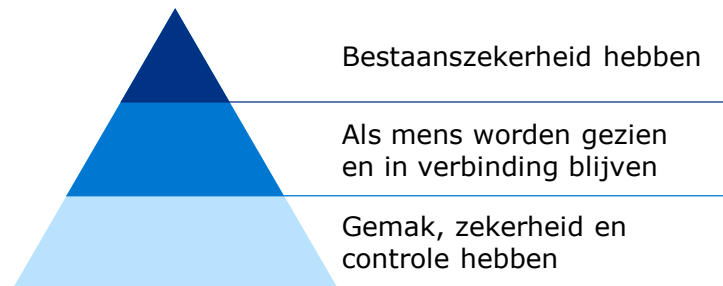 Bestaanszekerheid hebben
Als mens worden gezien
en in verbinding blijven
Gemak, zekerheid en
controle hebben